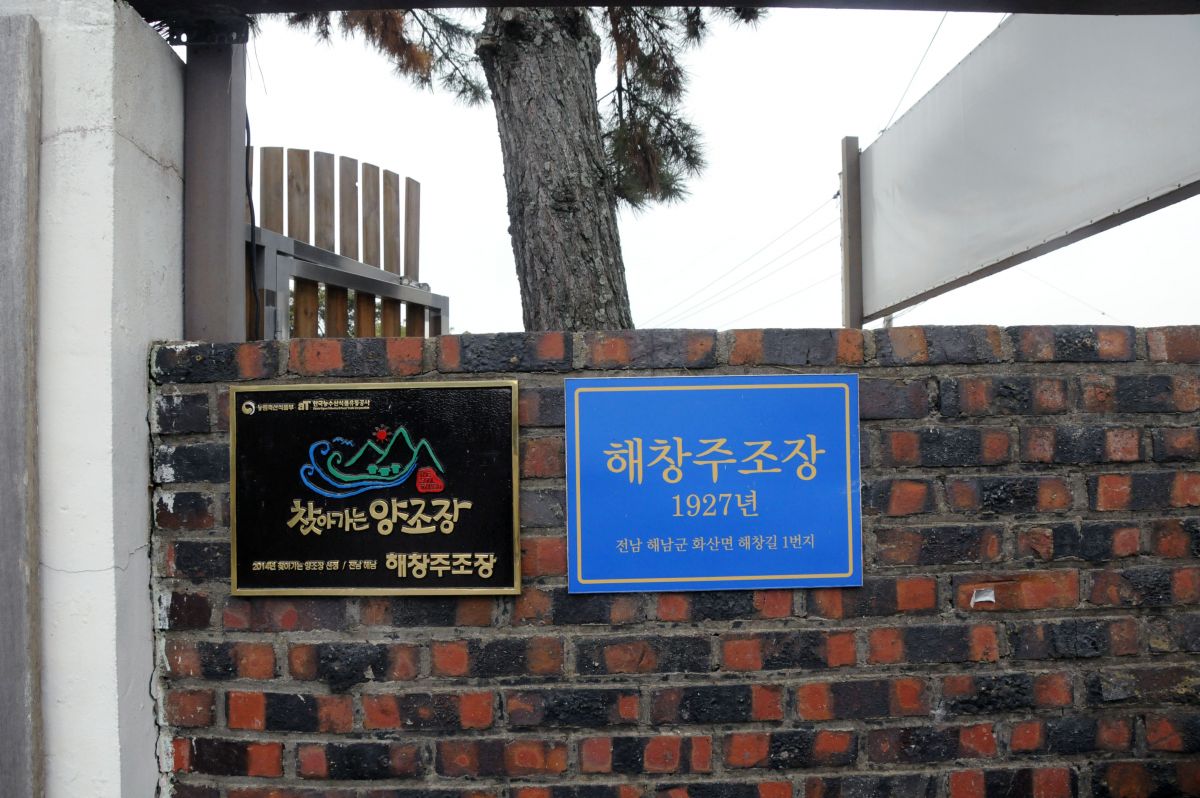 농림축산식품부 aT 한국농수산식품유통공사
찾아가는 양조장
2014년 찾아가는 양조장 선정 / 전남 해남 해창주조장
해창주조장
1927년
전남 해남군 화산면 해창길 1번지